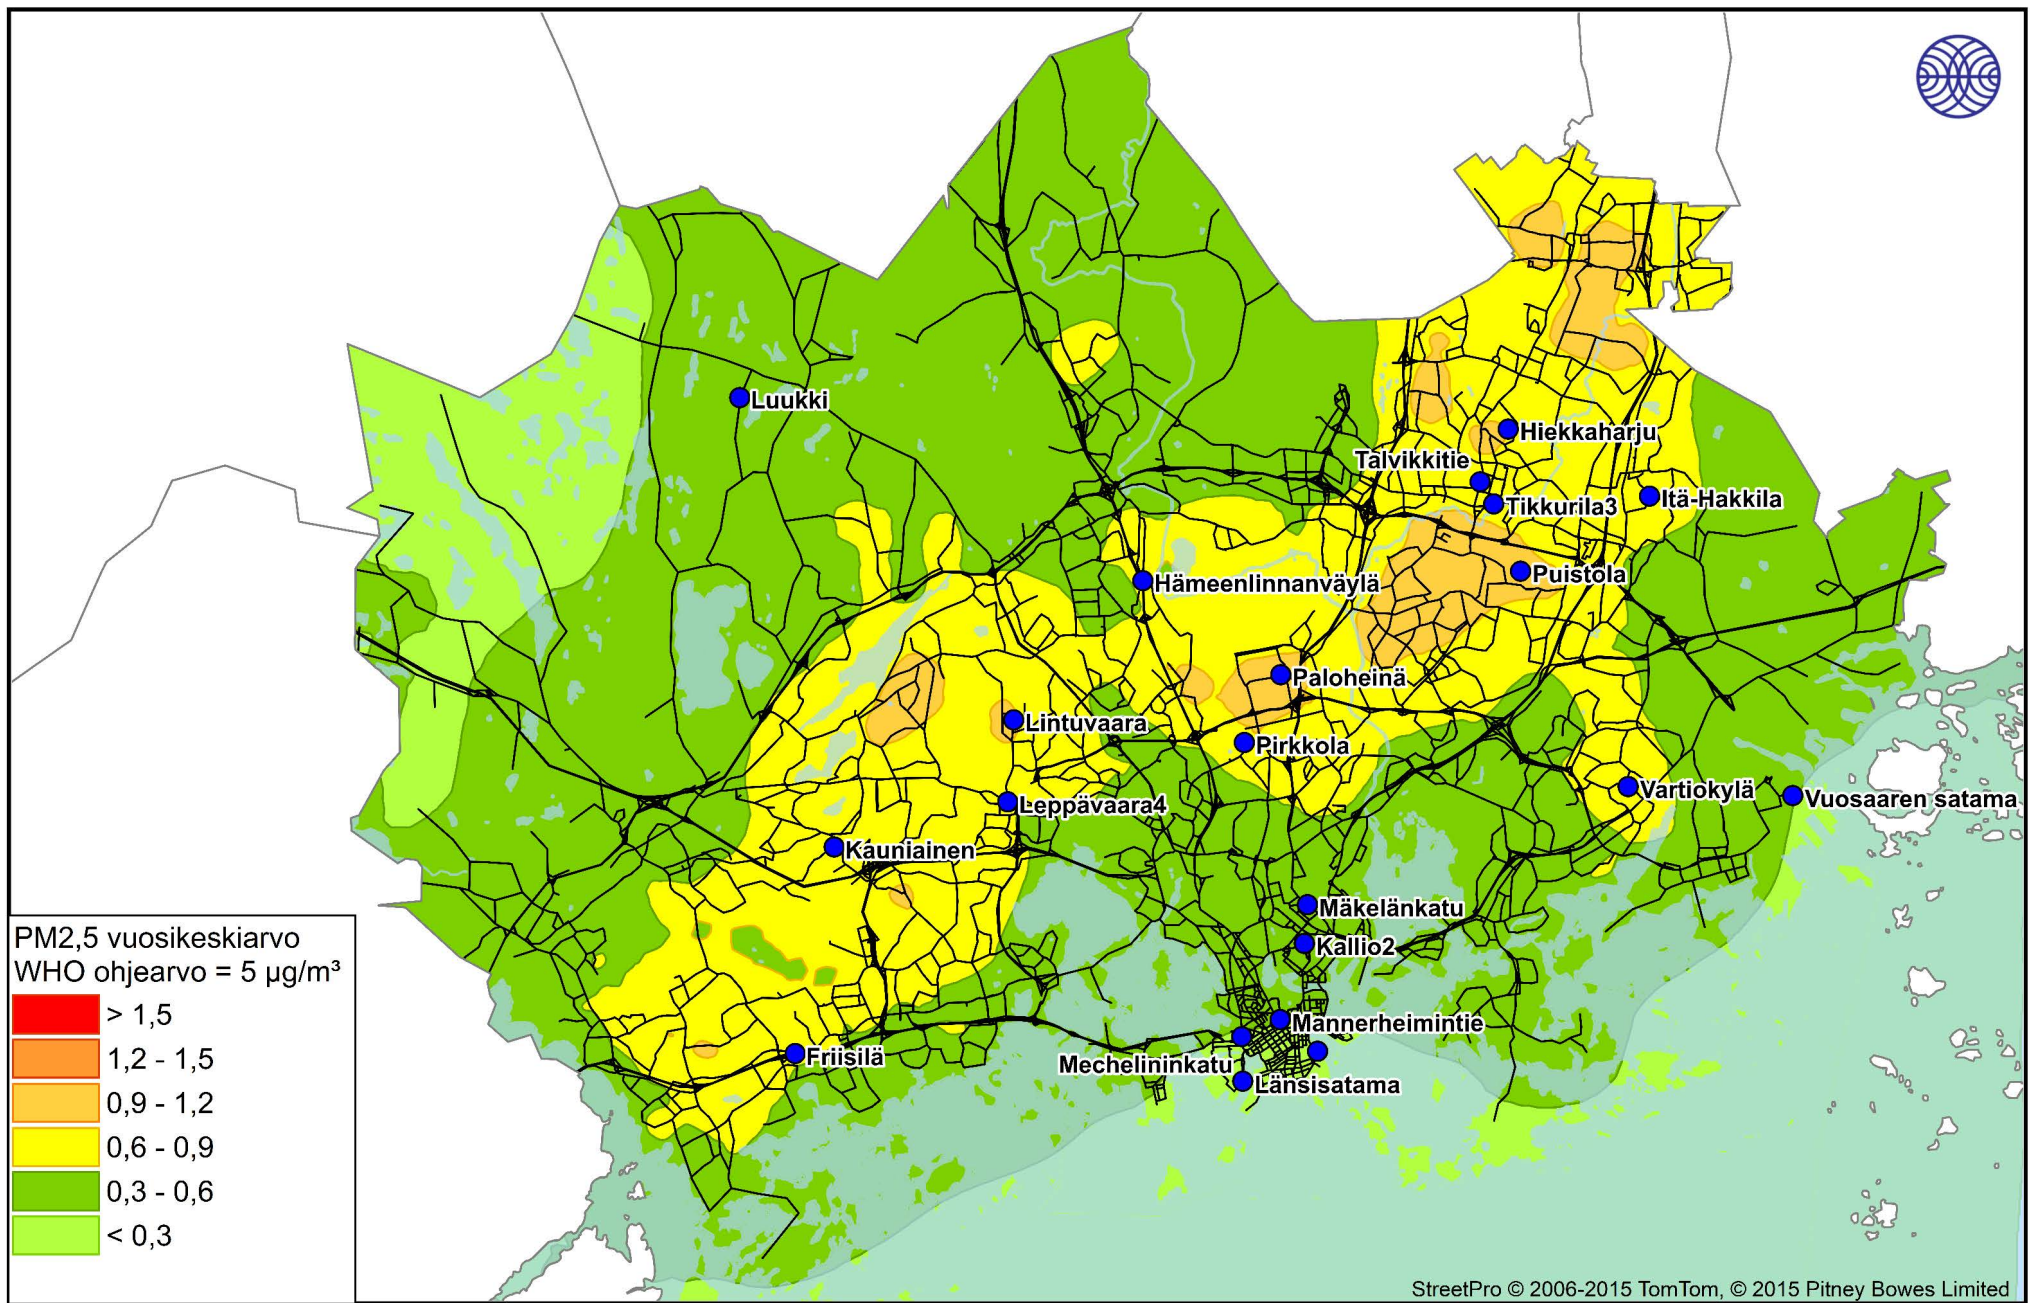 Luukki
Hiekkaharju
Talvikkitie
Itä-Hakkila
Tikkurila3
Puistola
Hämeenlinnanväylä
Paloheinä
Lintuvaara
Pirkkola
Vartiokylä
Vuosaaren satama
Leppävaara4
Kauniainen
Mäkelänkatu
Kallio2
Mannerheimintie
Friisilä
Mechelininkatu
Länsisatama
PM2,5 vuosikeskiarvo
WHO ohjearvo = 5 µg/m³
> 1,5
1,2 - 1,5
0,9 - 1,2
0,6 - 0,9
0,3 - 0,6
< 0,3
StreetPro © 2006-2015 TomTom, © 2015 Pitney Bowes Limited